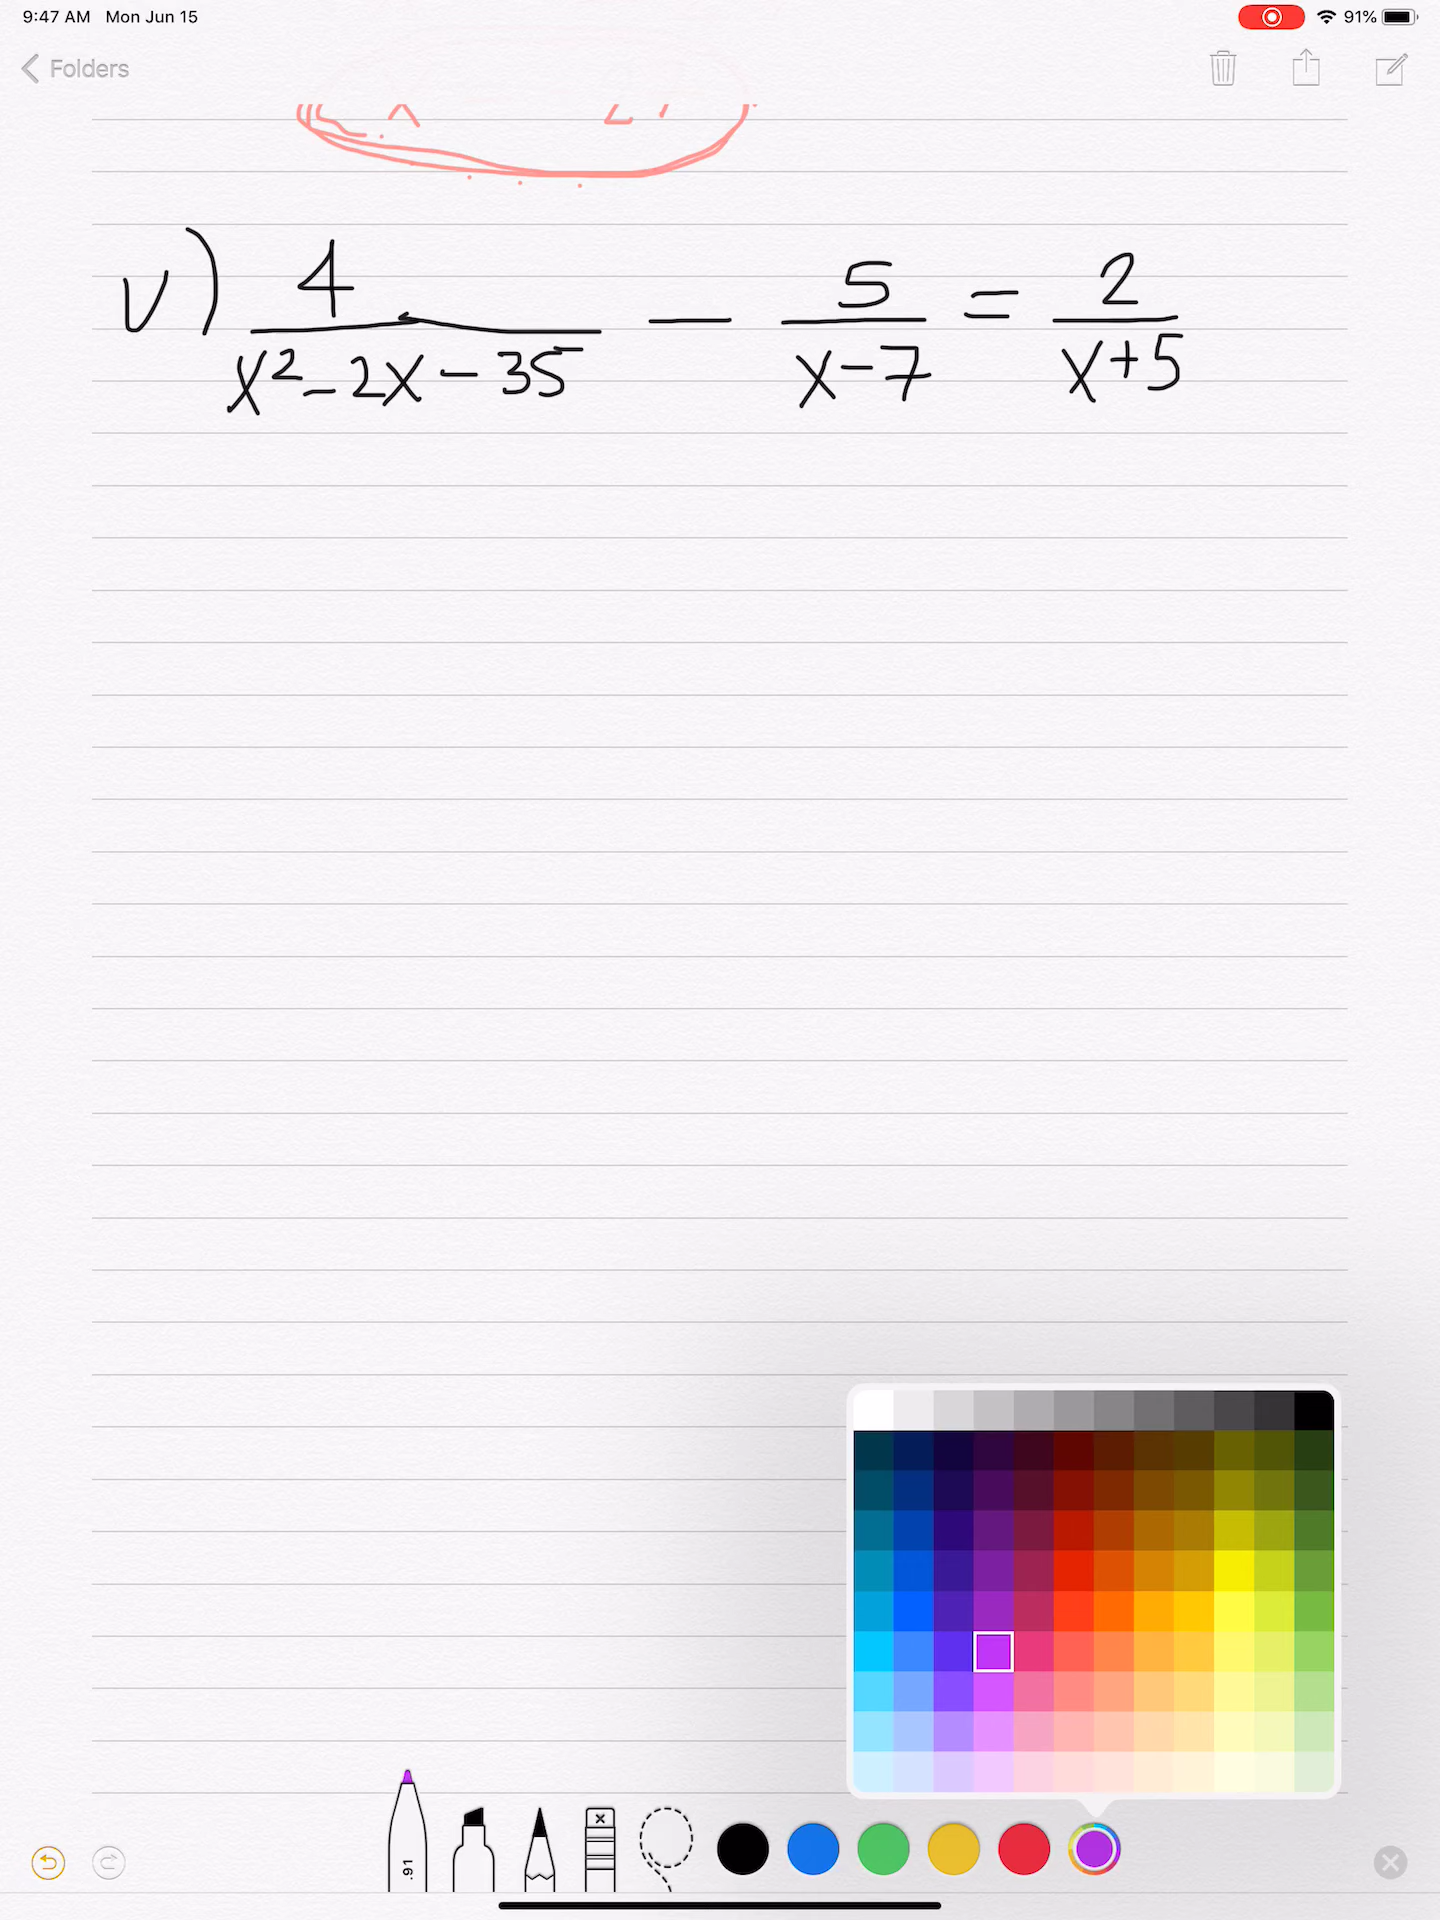 9:47 AM Mon Jun 15 91%
Folders
v) 4 — 5 = 2
x²-2x-35 x-7 x+5
.91